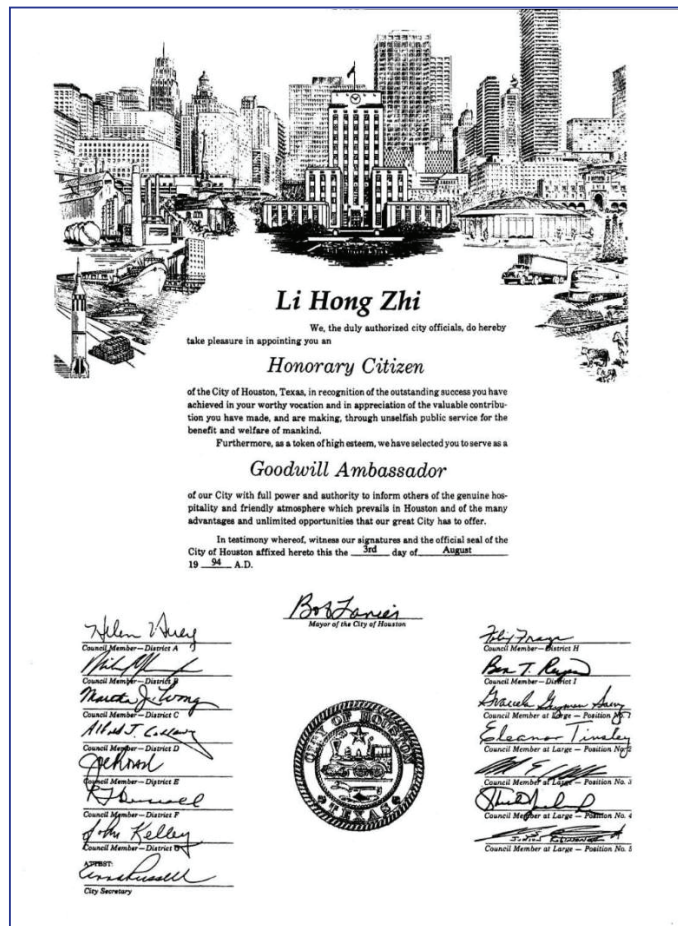 Li Hong Zhi
We, the duly authorized city officials, do hereby
take pleasure in appointing you an
Honorary Citizen
of the City of Houston, Texas, in recognition of the outstanding success you have
achieved in your worthy vocation and in appreciation of the valuable contribu-
tion you have made, and are making, through unselfish public service for the
benefit and welfare of mankind.
Furthermore, as a token of high esteem, we have selected you to serve as a
Goodwill Ambassador
of our City with full power and authority to inform others of the genuine hos-
pitality and friendly atmosphere which prevails in Houston and of the many
advantages and unlimited opportunities that our great City has to offer.
In testimony whereof, witness our signatures and the official seal of the
City of Houston affixed hereto this the 3rd day of August
19 94 A.D.
Bob Lanier
Mayor of the City of Houston
Helen Huey
Council Member—District A
Council Member—District B
Martha J. Wong
Council Member—District C
Council Member—District D
Council Member—District E
Council Member—District F
John Kelley
Council Member—District G
ATTEST:
City Secretary
CITY OF HOUSTON
TEXAS
Council Member—District H
Ben T. Reyes
Council Member—District I
Council Member at Large — Position No. 1
Eleanor Tinsley
Council Member at Large — Position No. 2
Council Member at Large — Position No. 3
Council Member at Large — Position No. 4
Council Member at Large — Position No. 5